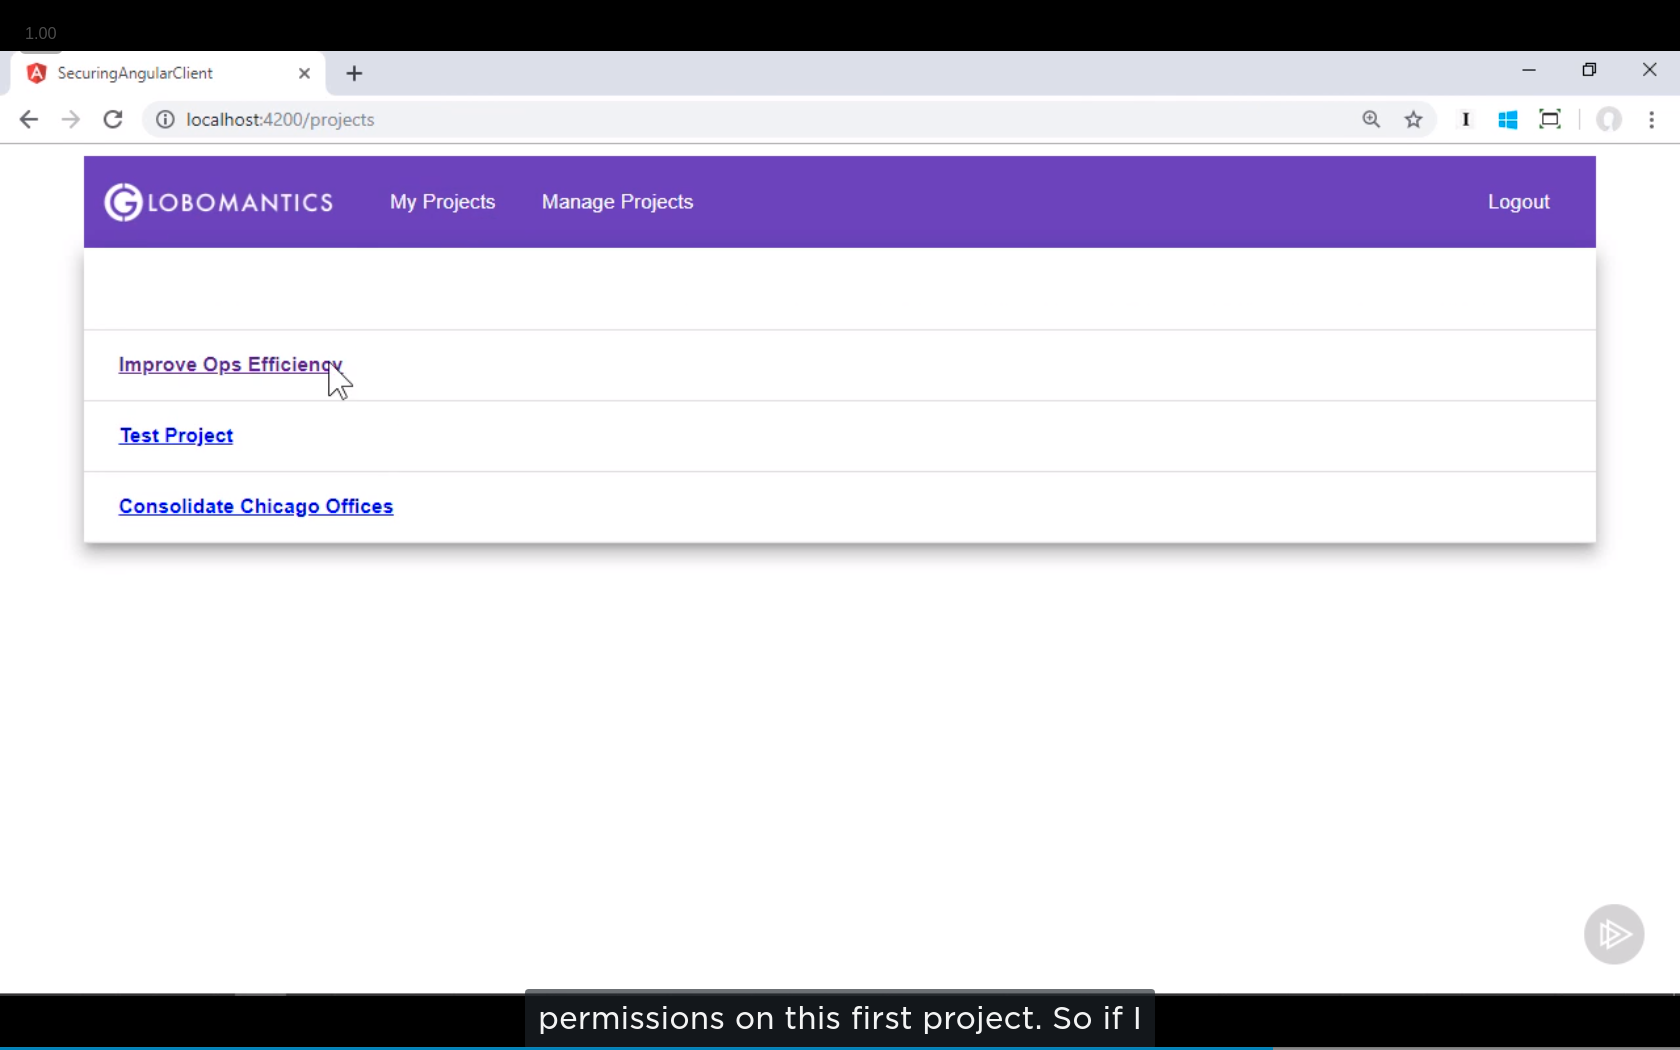 1.00
SecuringAngularClient
localhost:4200/projects
GLOBOMANTICS My Projects Manage Projects Logout
Improve Ops Efficiency
Test Project
Consolidate Chicago Offices
permissions on this first project. So if I